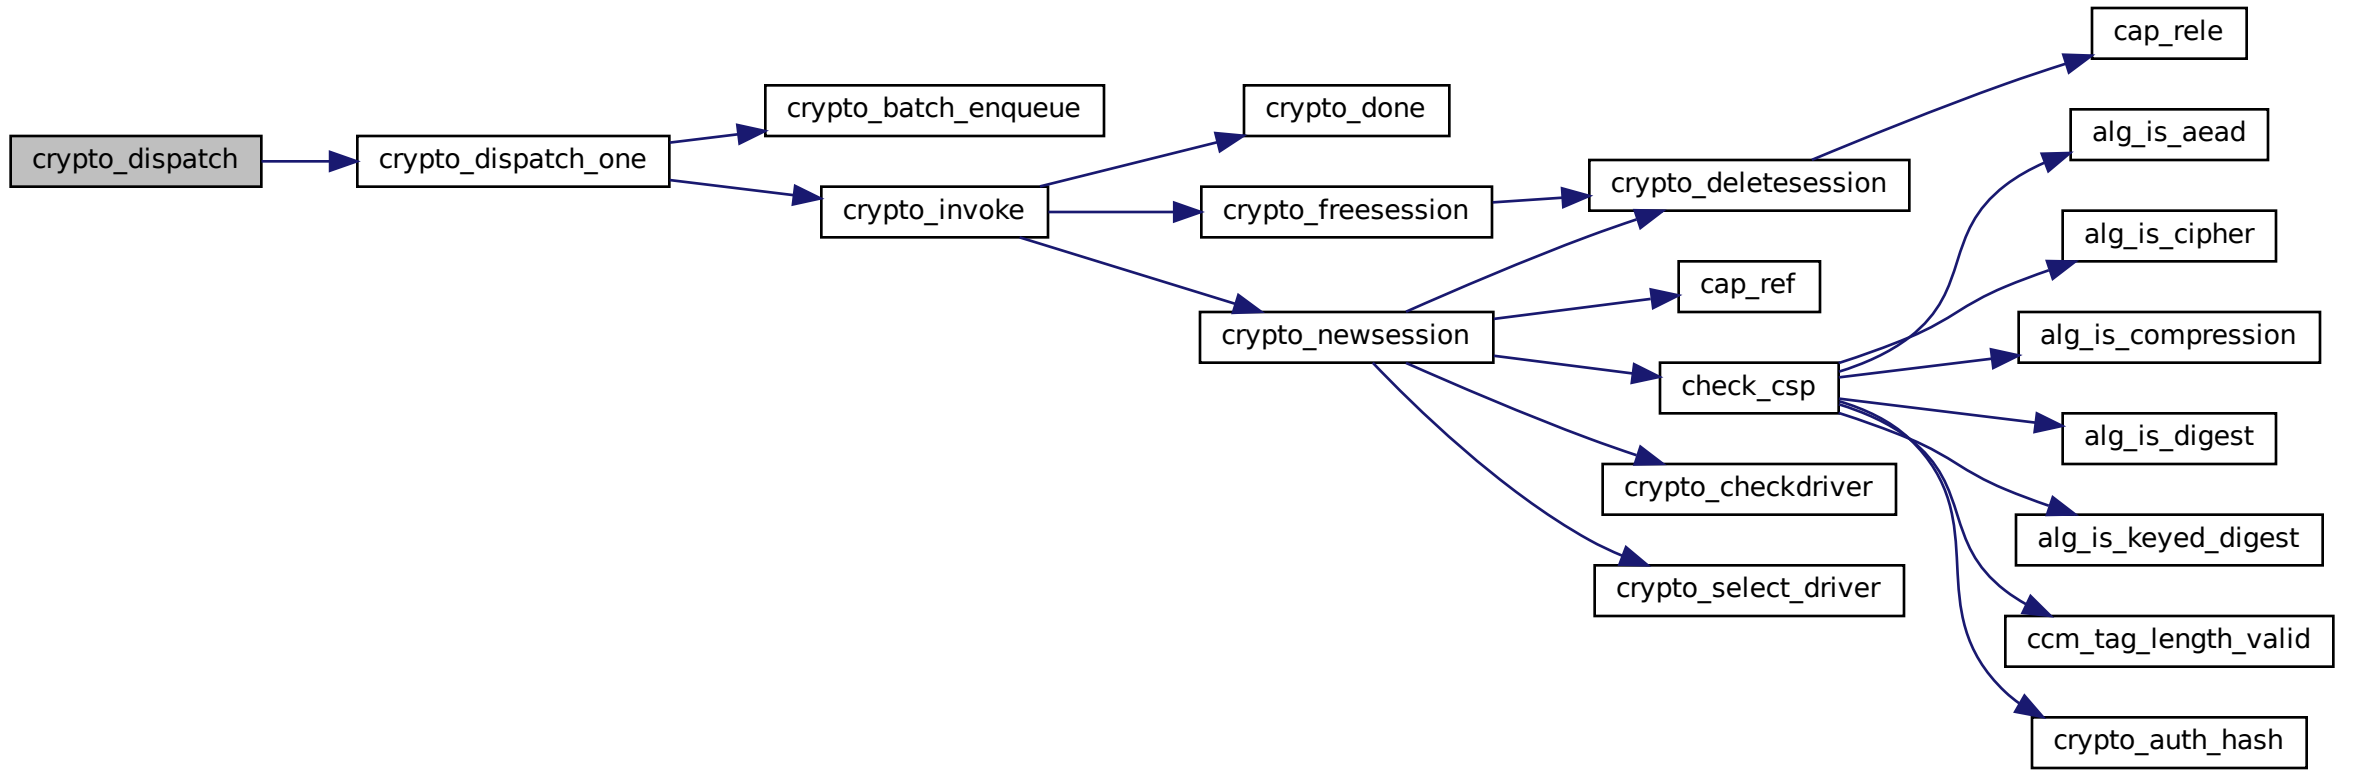 crypto_dispatch
crypto_dispatch_one
crypto_batch_enqueue
crypto_invoke
crypto_done
crypto_freesession
crypto_newsession
crypto_deletesession
cap_ref
check_csp
crypto_checkdriver
crypto_select_driver
cap_rele
alg_is_aead
alg_is_cipher
alg_is_compression
alg_is_digest
alg_is_keyed_digest
ccm_tag_length_valid
crypto_auth_hash